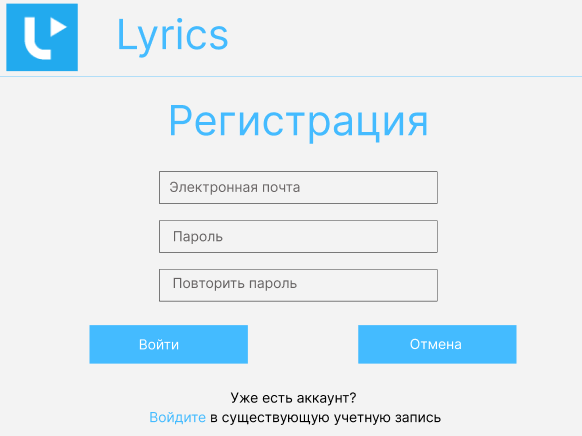 Lyrics
Регистрация
Электронная почта
Пароль
Повторить пароль
Войти
Отмена
Уже есть аккаунт?
Войдите в существующую учетную запись